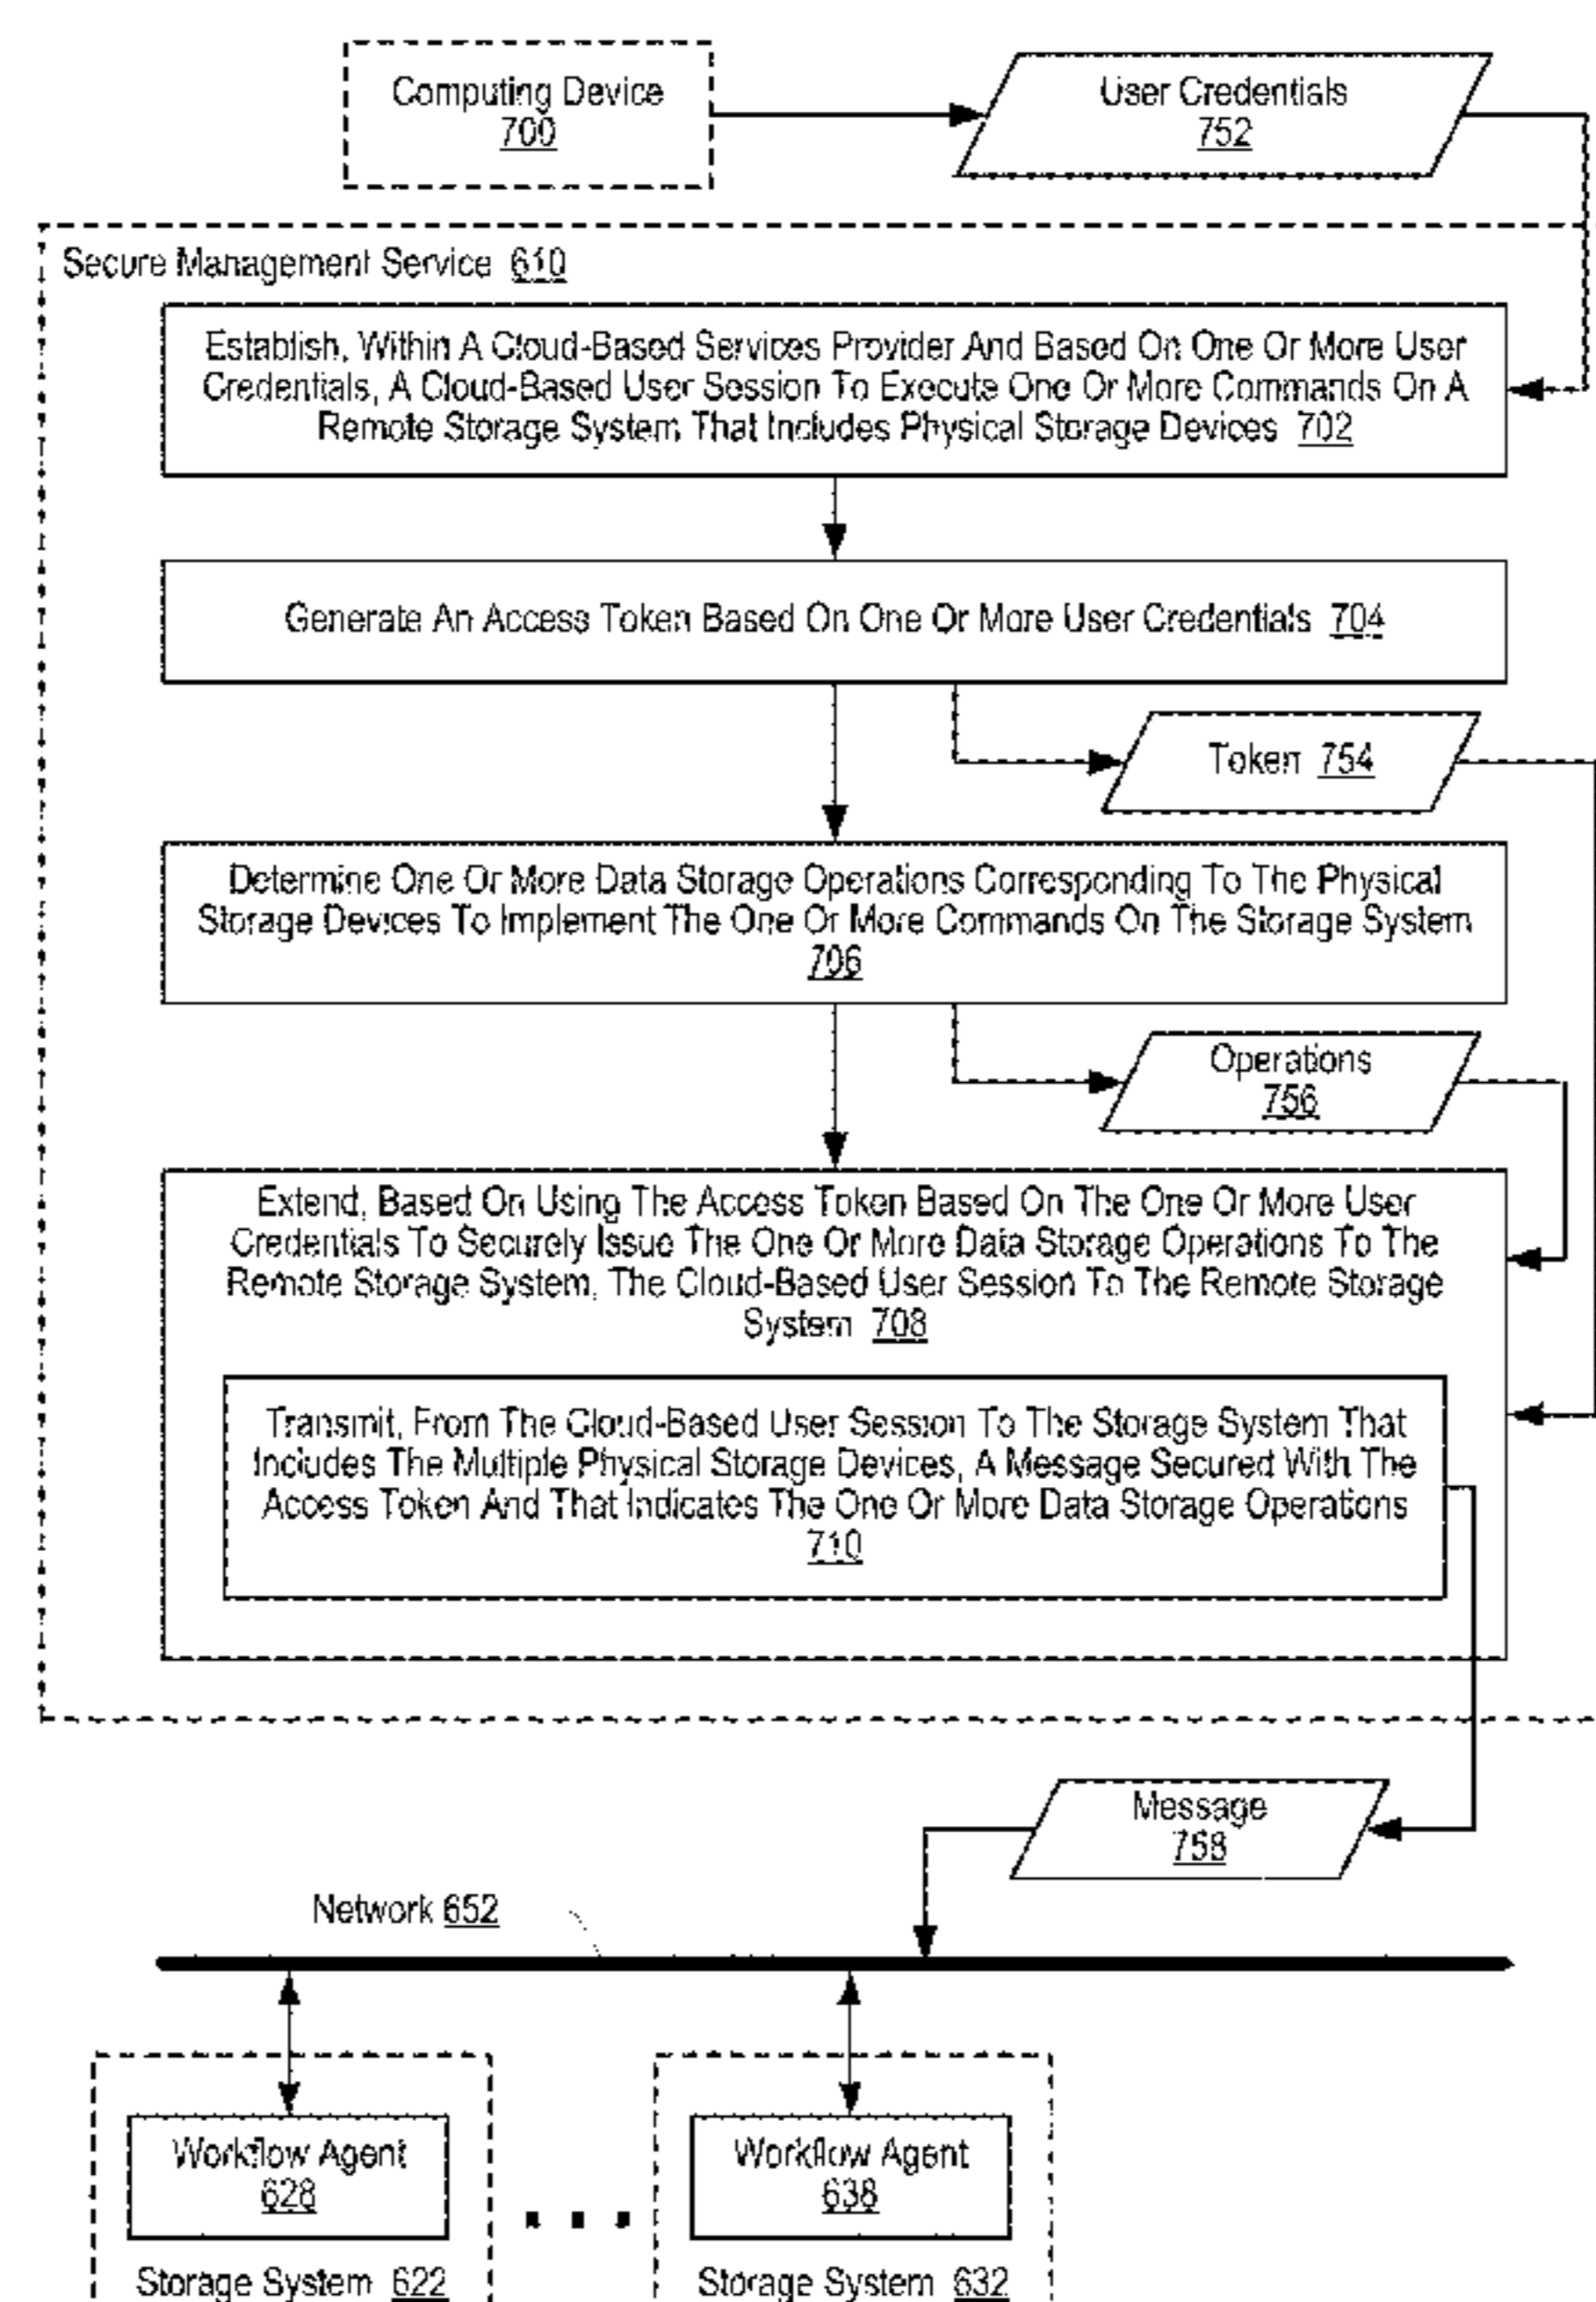 Computing Device
700
User Credentials
752
Secure Management Service 610
Establish, Within A Cloud-Based Services Provider And Based On One Or More User
Credentials, A Cloud-Based User Session To Execute One Or More Commands On A
Remote Storage System That Includes Physical Storage Devices 702
Generate An Access Token Based On One Or More User Credentials 704
Token 754
Determine One Or More Data Storage Operations Corresponding To The Physical
Storage Devices To Implement The One Or More Commands On The Storage System
706
Operations
756
Extend, Based On Using The Access Token Based On The One Or More User
Credentials To Securely Issue The One Or More Data Storage Operations To The
Remote Storage System, The Cloud-Based User Session To The Remote Storage
System 708
Transmit, From The Cloud-Based User Session To The Storage System That
Includes The Multiple Physical Storage Devices, A Message Secured With The
Access Token And That Indicates The One Or More Data Storage Operations
710
Message
758
Network 652
Workflow Agent
628
Workflow Agent
638
Storage System 622
Storage System 632